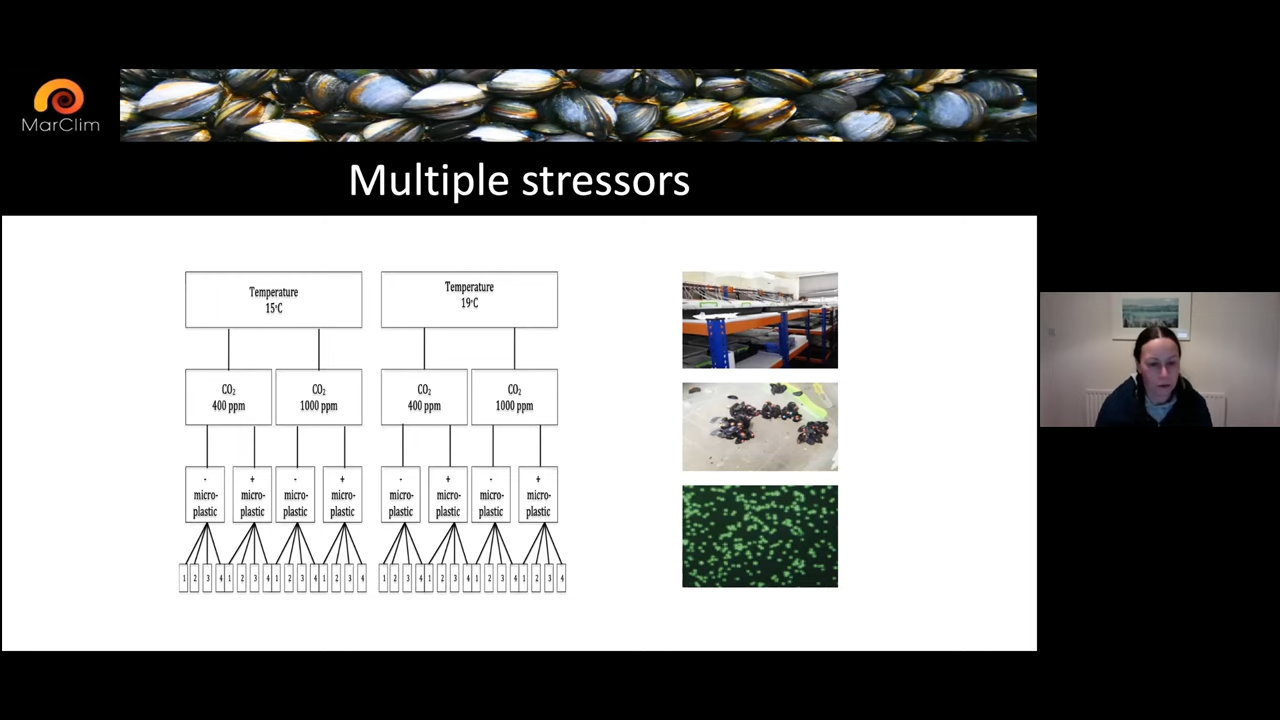 MarClim
Multiple stressors
Temperature
15°C
Temperature
19°C
CO₂
400 ppm
CO₂
1000 ppm
CO₂
400 ppm
CO₂
1000 ppm
-
micro-
plastic
+
micro-
plastic
-
micro-
plastic
+
micro-
plastic
-
micro-
plastic
+
micro-
plastic
-
micro-
plastic
+
micro-
plastic
1 2 3 4 1 2 3 4 1 2 3 4 1 2 3 4
1 2 3 4 1 2 3 4 1 2 3 4 1 2 3 4